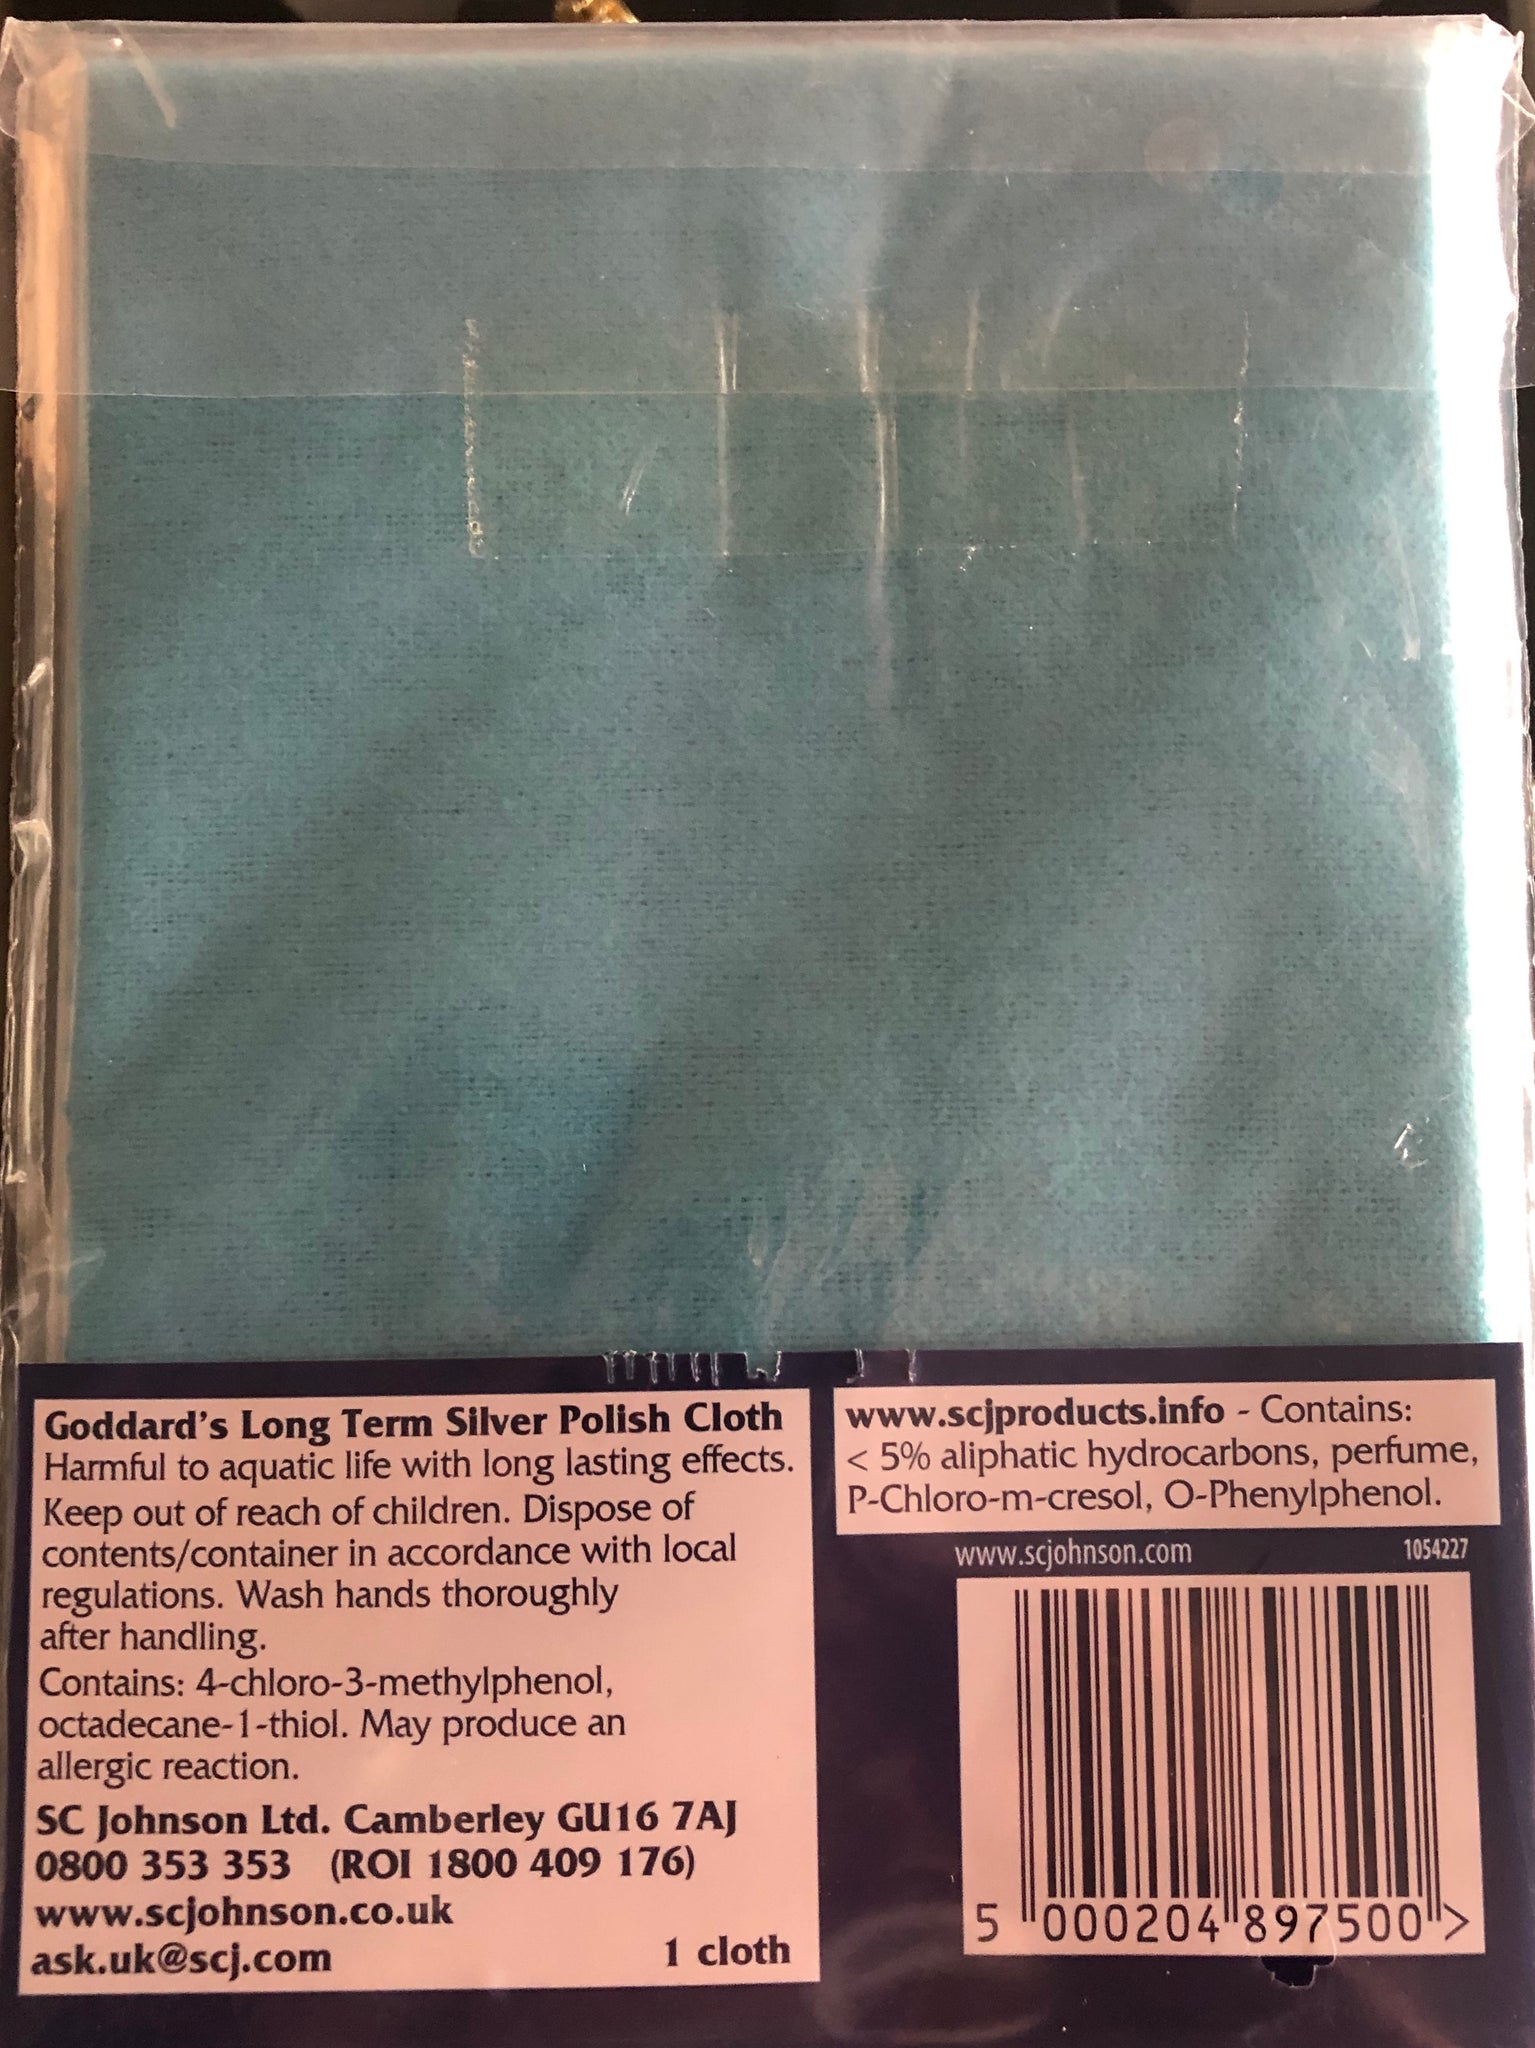 Goddard's Long Term Silver Polish Cloth
Harmful to aquatic life with long lasting effects.
Keep out of reach of children. Dispose of
contents/container in accordance with local
regulations. Wash hands thoroughly
after handling.
Contains: 4-chloro-3-methylphenol,
octadecane-1-thiol. May produce an
allergic reaction.
SC Johnson Ltd. Camberley GU16 7AJ
0800 353 353 (ROI 1800 409 176)
www.scjohnson.co.uk
ask.uk@scj.com
1 cloth
www.scjproducts.info - Contains:
< 5% aliphatic hydrocarbons, perfume,
P-Chloro-m-cresol, O-Phenylphenol.
www.scjohnson.com
1054227
5 000204 897500 >